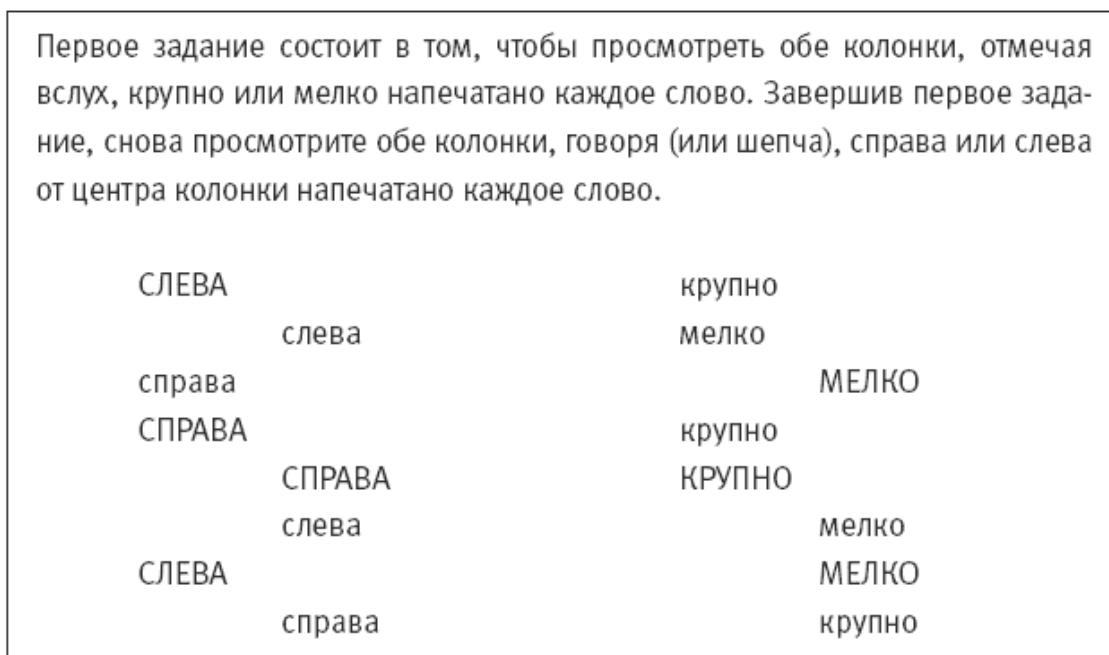 Первое задание состоит в том, чтобы просмотреть обе колонки, отмечая
вслух, крупно или мелко напечатано каждое слово. Завершив первое зада-
ние, снова просмотрите обе колонки, говоря (или шепча), справа или слева
от центра колонки напечатано каждое слово.
СЛЕВА крупно
слева мелко
справа МЕЛКО
СПРАВА крупно
СПРАВА КРУПНО
слева мелко
СЛЕВА МЕЛКО
справа крупно